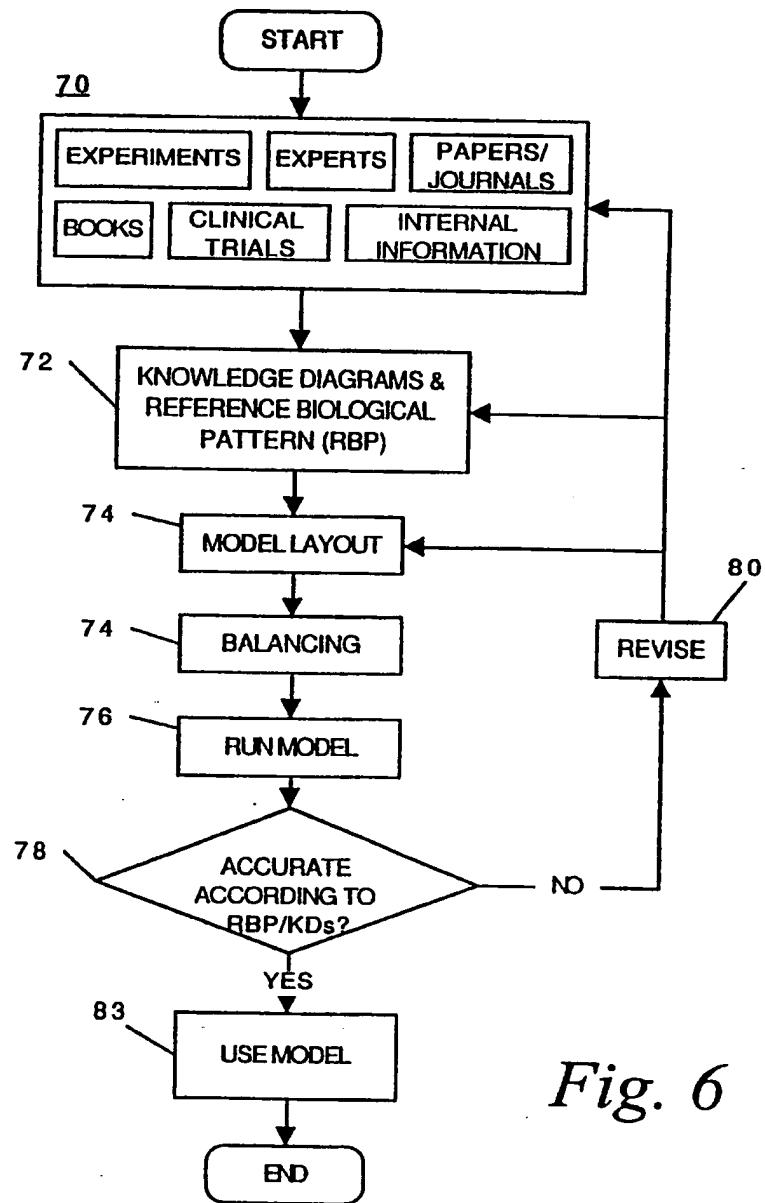 START
70
EXPERIMENTS
EXPERTS
PAPERS/
JOURNALS
BOOKS
CLINICAL
TRIALS
INTERNAL
INFORMATION
72
KNOWLEDGE DIAGRAMS &
REFERENCE BIOLOGICAL
PATTERN (RBP)
74
MODEL LAYOUT
80
74
BALANCING
REVISE
76
RUN MODEL
78
ACCURATE
ACCORDING TO
RBP/KDs?
NO
YES
83
USE MODEL
Fig. 6
END